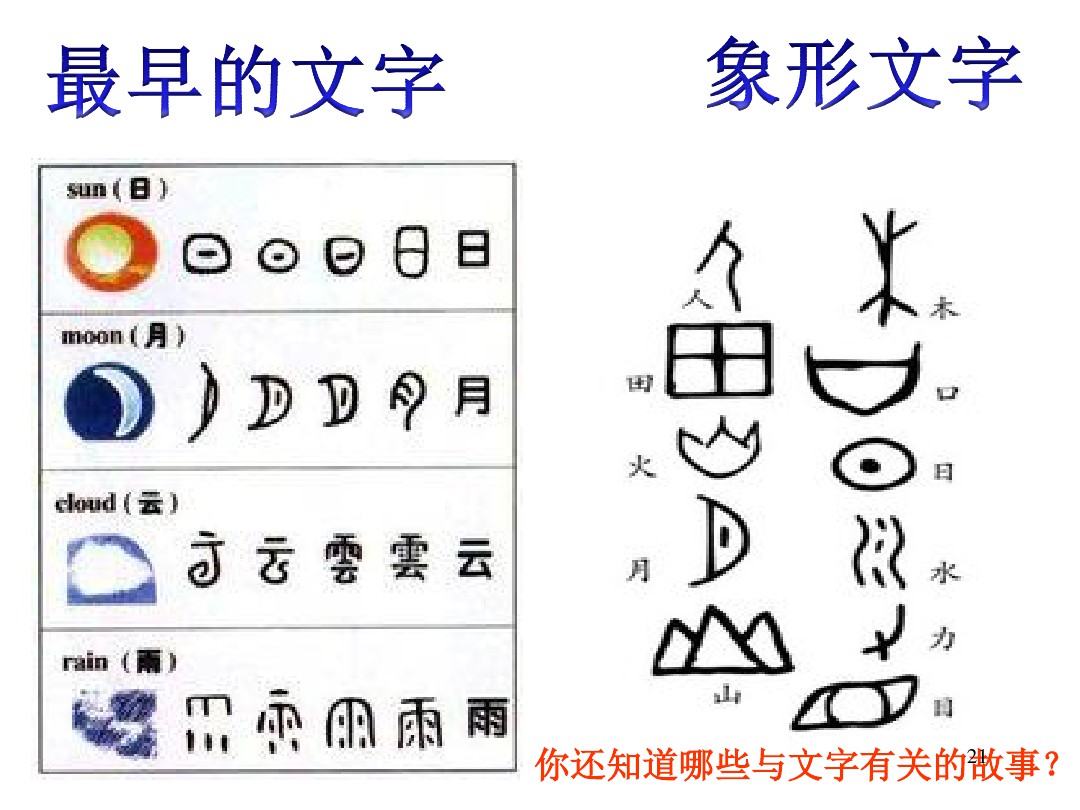 最早的文字
象形文字
sun (日)
日
moon (月)
月
cloud (云)
雲 云
rain (雨)
雨 雨
人
木
田
口
火
日
月
水
力
山
目
你还知道哪些与文字有关的故事?
21